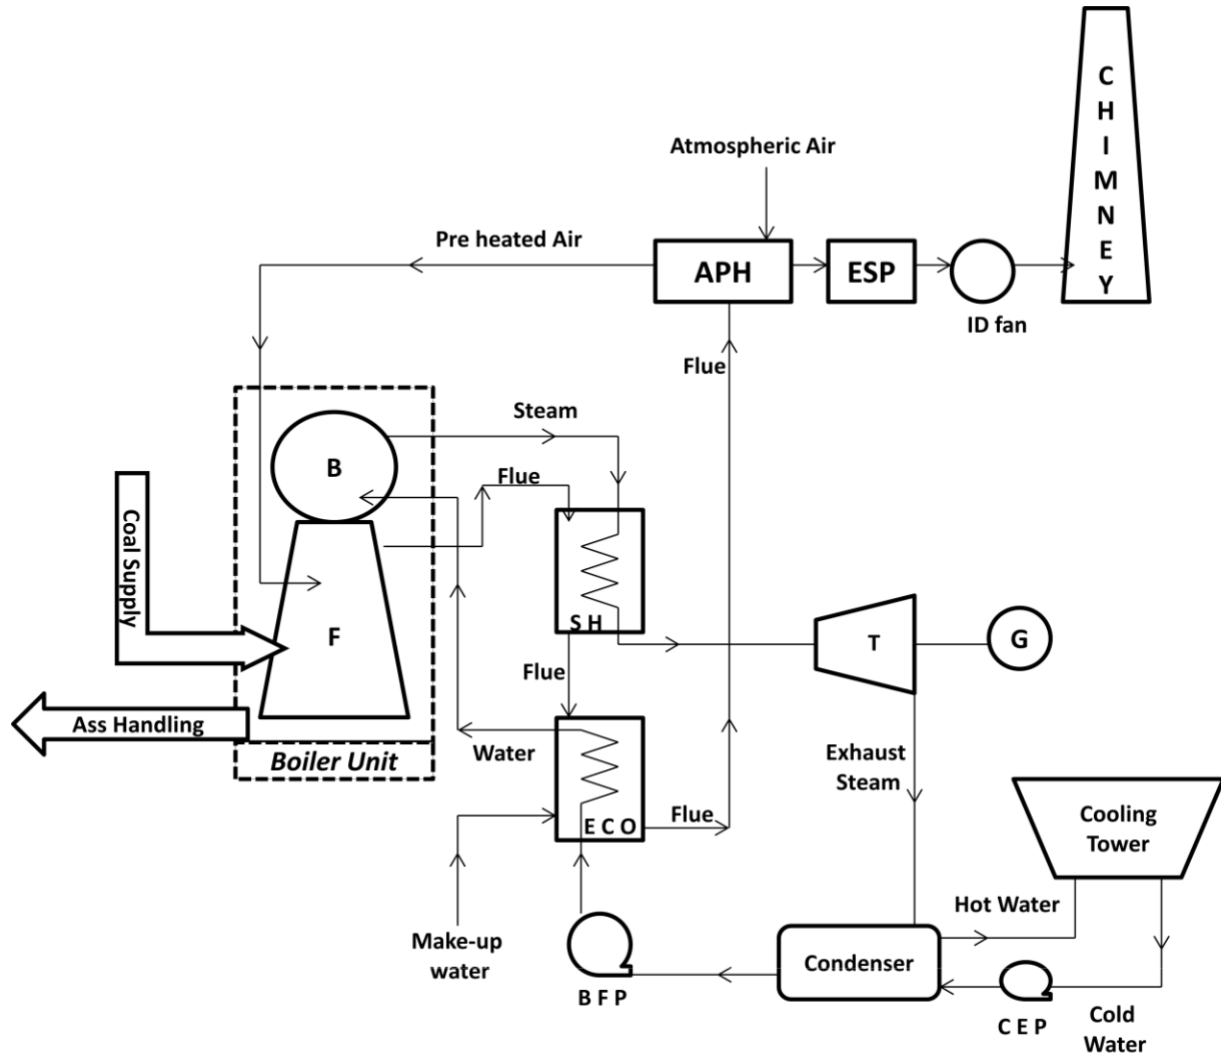 CHIMNEY
Atmospheric Air
Pre heated Air
APH
ESP
ID fan
Flue
Steam
B
Flue
Coal Supply
F
S H
T
G
Flue
Ass Handling
Boiler Unit
Water
Exhaust
Steam
Flue
E C O
Cooling
Tower
Hot Water
Make-up
water
Condenser
B F P
C E P
Cold
Water